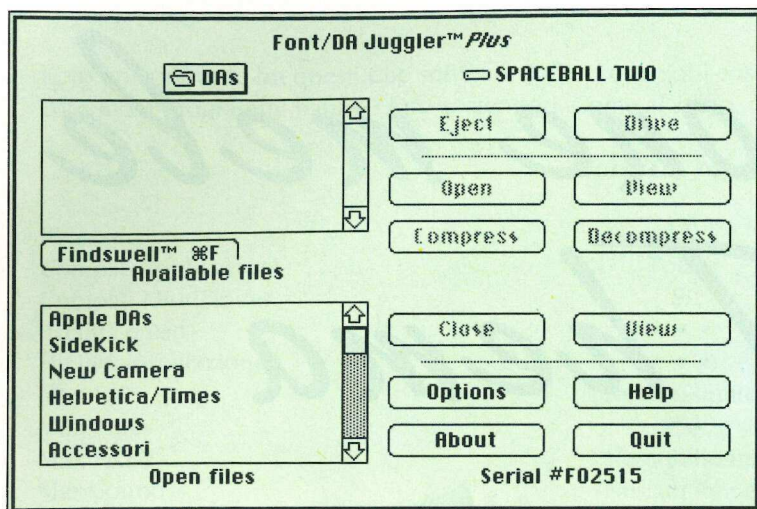 Font/DA Juggler™ Plus
DAs
SPACEBALL TWO
Eject
Drive
Open
View
Compress
Decompress
Findswell™ ⌘F
Available files
Apple DAs
SideKick
New Camera
Helvetica/Times
Windows
Accessori
Open files
Close
View
Options
Help
About
Quit
Serial #F02515